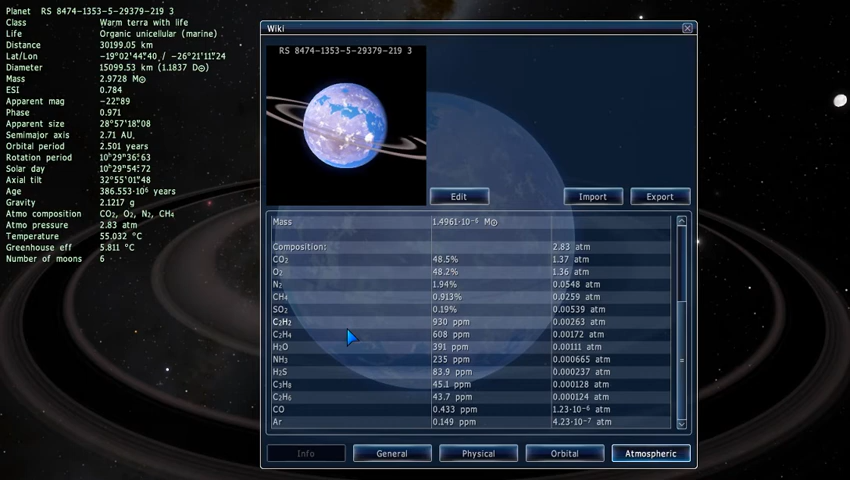 Planet RS 8474-1353-5-29379-219 3
Class Warm terra with life
Life Organic unicellular (marine)
Distance 30199.05 km
Lat/Lon -19°02'44"40 / -26°21'11"24
Diameter 15099.53 km (1.1837 D⊕)
Mass 2.9728 M⊕
ESI 0.784
Apparent mag -22.89
Phase 0.971
Apparent size 28°57'18"08
Semimajor axis 2.71 AU
Orbital period 2.501 years
Rotation period 10h29m36s63
Solar day 10h29m54s72
Axial tilt 32°55'01"48
Age 386.553·10⁶ years
Gravity 2.1217 g
Atmo composition CO₂, O₂, N₂, CH₄
Atmo pressure 2.83 atm
Temperature 55.032 °C
Greenhouse eff 5.811 °C
Number of moons 6
Wiki
RS 8474-1353-5-29379-219 3
Edit Import Export
Mass 1.4961·10⁻⁶ M⊕
Composition: 2.83 atm
CO₂ 48.5% 1.37 atm
O₂ 48.2% 1.36 atm
N₂ 1.94% 0.0548 atm
CH₄ 0.913% 0.0259 atm
SO₂ 0.19% 0.00539 atm
C₂H₂ 930 ppm 0.00263 atm
C₂H₄ 608 ppm 0.00172 atm
H₂O 391 ppm 0.00111 atm
NH₃ 235 ppm 0.000665 atm
H₂S 83.9 ppm 0.000237 atm
C₃H₈ 45.1 ppm 0.000128 atm
C₂H₆ 43.7 ppm 0.000124 atm
CO 0.433 ppm 1.23·10⁻⁶ atm
Ar 0.149 ppm 4.23·10⁻⁷ atm
Info General Physical Orbital Atmospheric